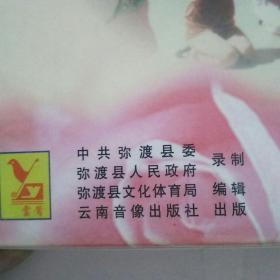 中共弥渡县委
弥渡县人民政府 录制
弥渡县文化体育局 编辑
云南音像出版社 出版